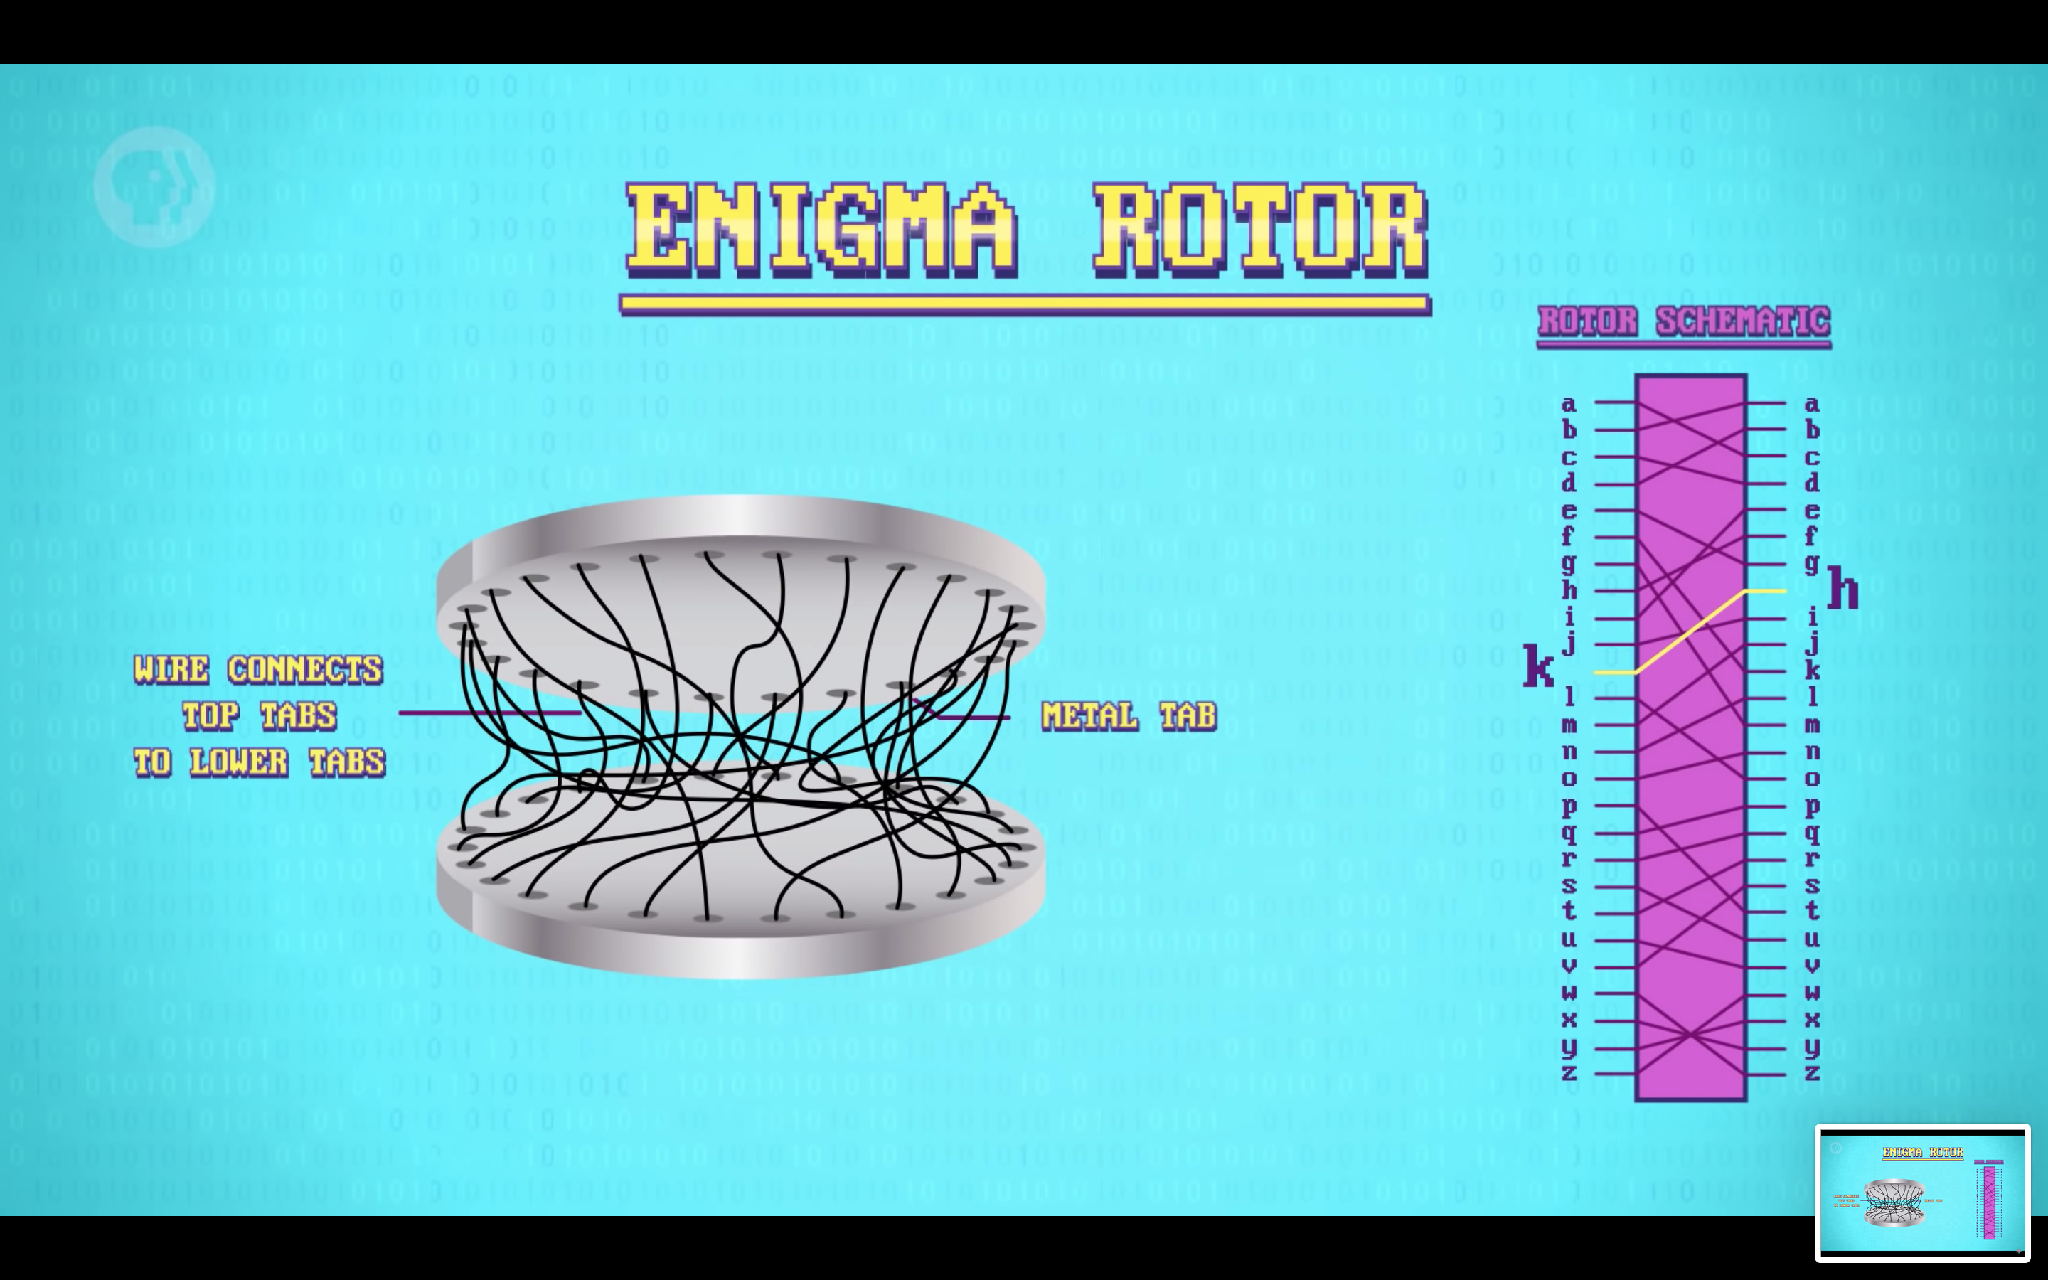 ENIGMA ROTOR
ROTOR SCHEMATIC
WIRE CONNECTS
TOP TABS
TO LOWER TABS
METAL TAB
a a
b b
c c
d d
e e
f f
g g
h h
i i
j j
k k
l l
m m
n n
o o
p p
q q
r r
s s
t t
u u
v v
w w
x x
y y
z z